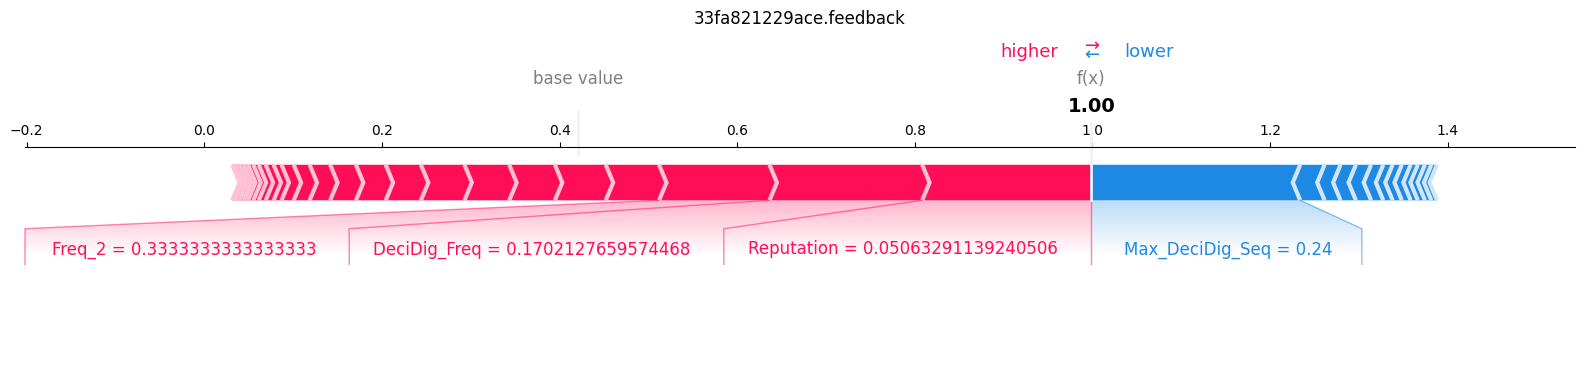 33fa821229ace.feedback
higher → lower
←
base value f(x)
1.00
−0.2 0.0 0.2 0.4 0.6 0.8 1.0 1.2 1.4
Freq_2 = 0.3333333333333333 DeciDig_Freq = 0.1702127659574468 Reputation = 0.05063291139240506 Max_DeciDig_Seq = 0.24